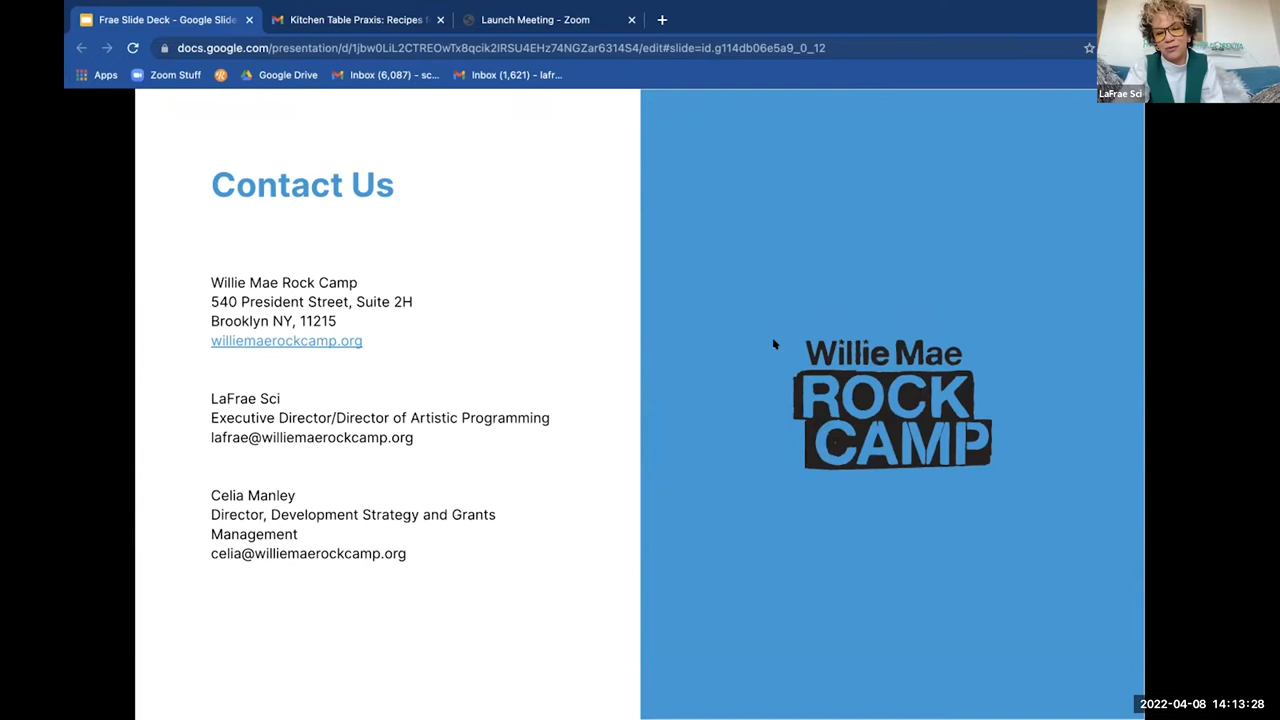 Frae Slide Deck - Google Slide
Kitchen Table Praxis: Recipes f
Launch Meeting - Zoom
docs.google.com/presentation/d/1jbw0LiL2CTREOwTx8qcik2IRSU4EHz74NGZar6314S4/edit#slide=id.g114db06e5a9_0_12
Apps
Zoom Stuff
Google Drive
Inbox (6,087) - sc...
Inbox (1,621) - lafr...
LaFrae Sci
Contact Us
Willie Mae Rock Camp
540 President Street, Suite 2H
Brooklyn NY, 11215
williemaerockcamp.org
LaFrae Sci
Executive Director/Director of Artistic Programming
lafrae@williemaerockcamp.org
Celia Manley
Director, Development Strategy and Grants
Management
celia@williemaerockcamp.org
Willie Mae
ROCK
CAMP
2022-04-08 14:13:28